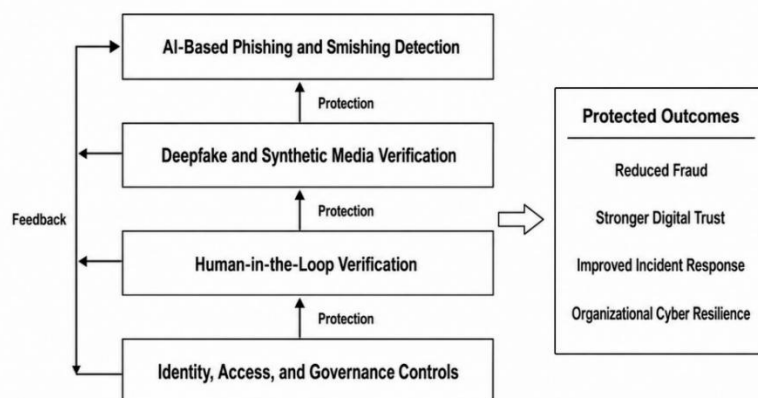 AI-Based Phishing and Smishing Detection
Protection
Deepfake and Synthetic Media Verification
Protection
Human-in-the-Loop Verification
Protection
Identity, Access, and Governance Controls
Feedback
Protected Outcomes
Reduced Fraud
Stronger Digital Trust
Improved Incident Response
Organizational Cyber Resilience